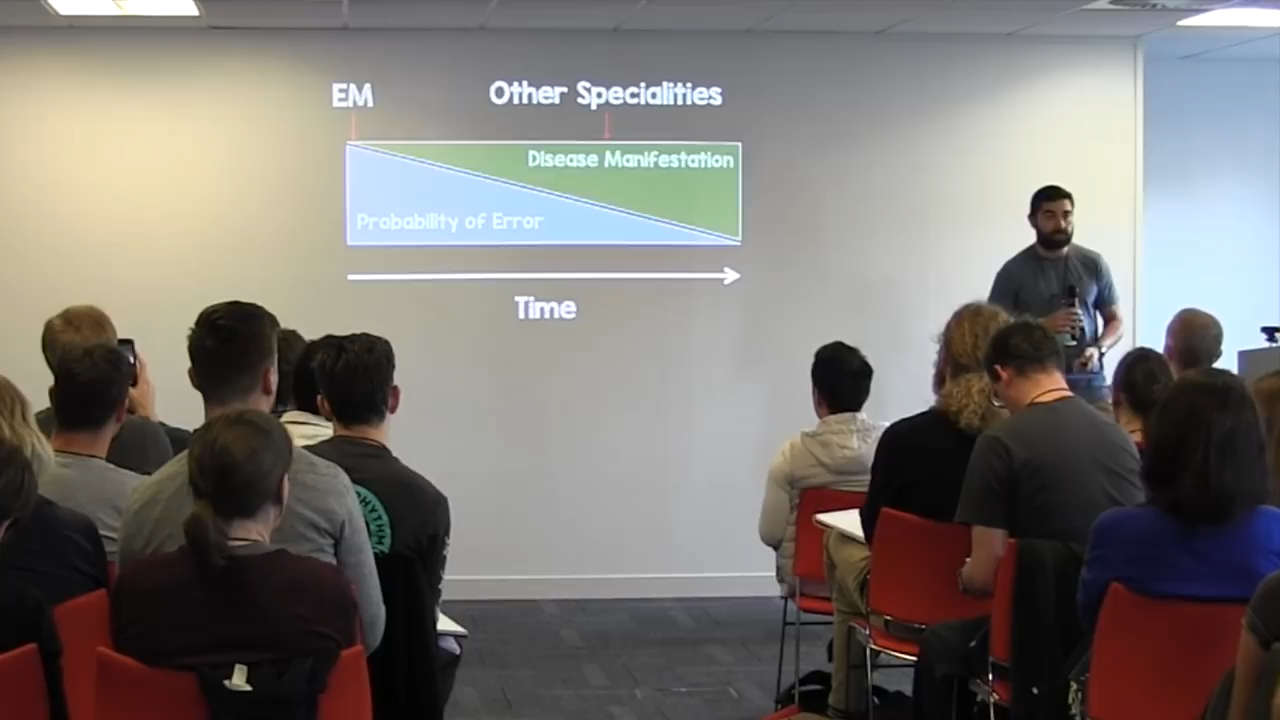 EM
Other Specialities
Disease Manifestation
Probability of Error
Time